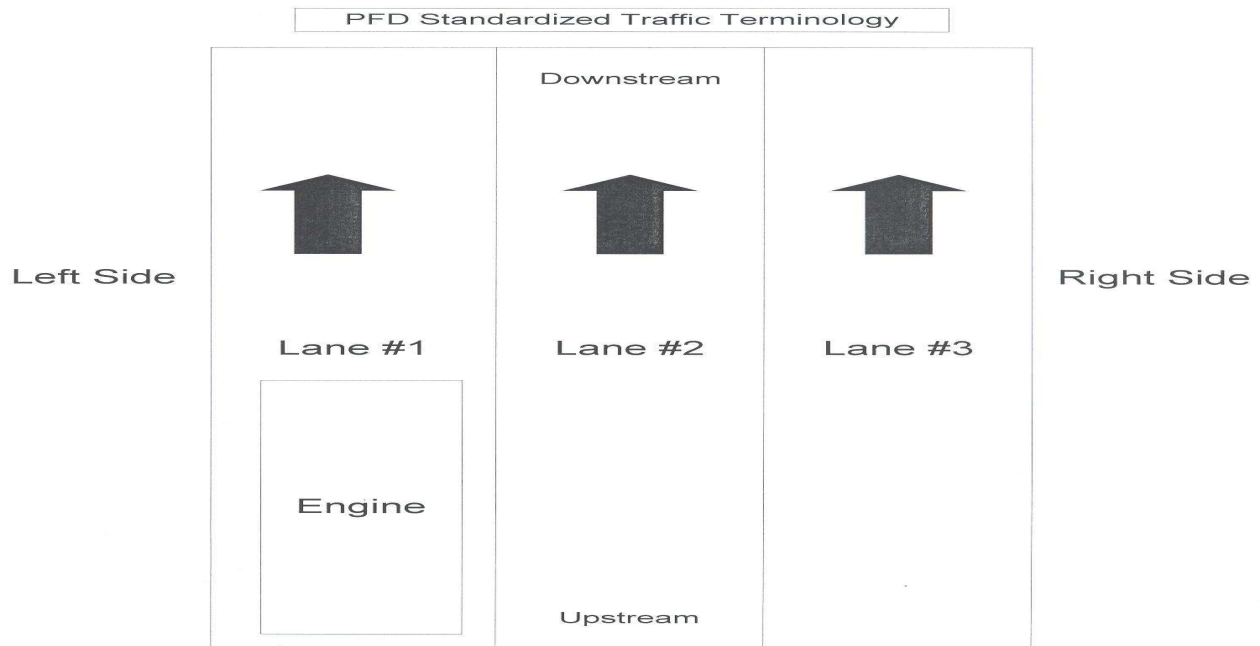 PFD Standardized Traffic Terminology
Downstream
Left Side
Right Side
Lane #1
Lane #2
Lane #3
Engine
Upstream